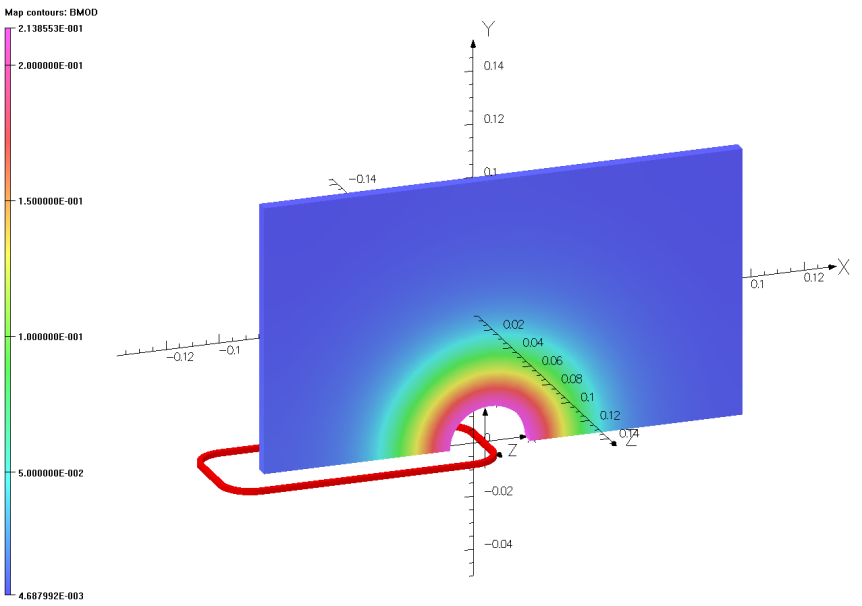 Map contours: BMOD
2.138553E-001
2.000000E-001
1.500000E-001
1.000000E-001
5.000000E-002
4.687992E-003
Y
0.14
0.12
0.1
-0.14
X
0.12
0.1
-0.12
-0.1
0.02
0.04
0.06
0.08
0.1
0.12
0.14
Z
0
Z
-0.02
-0.04